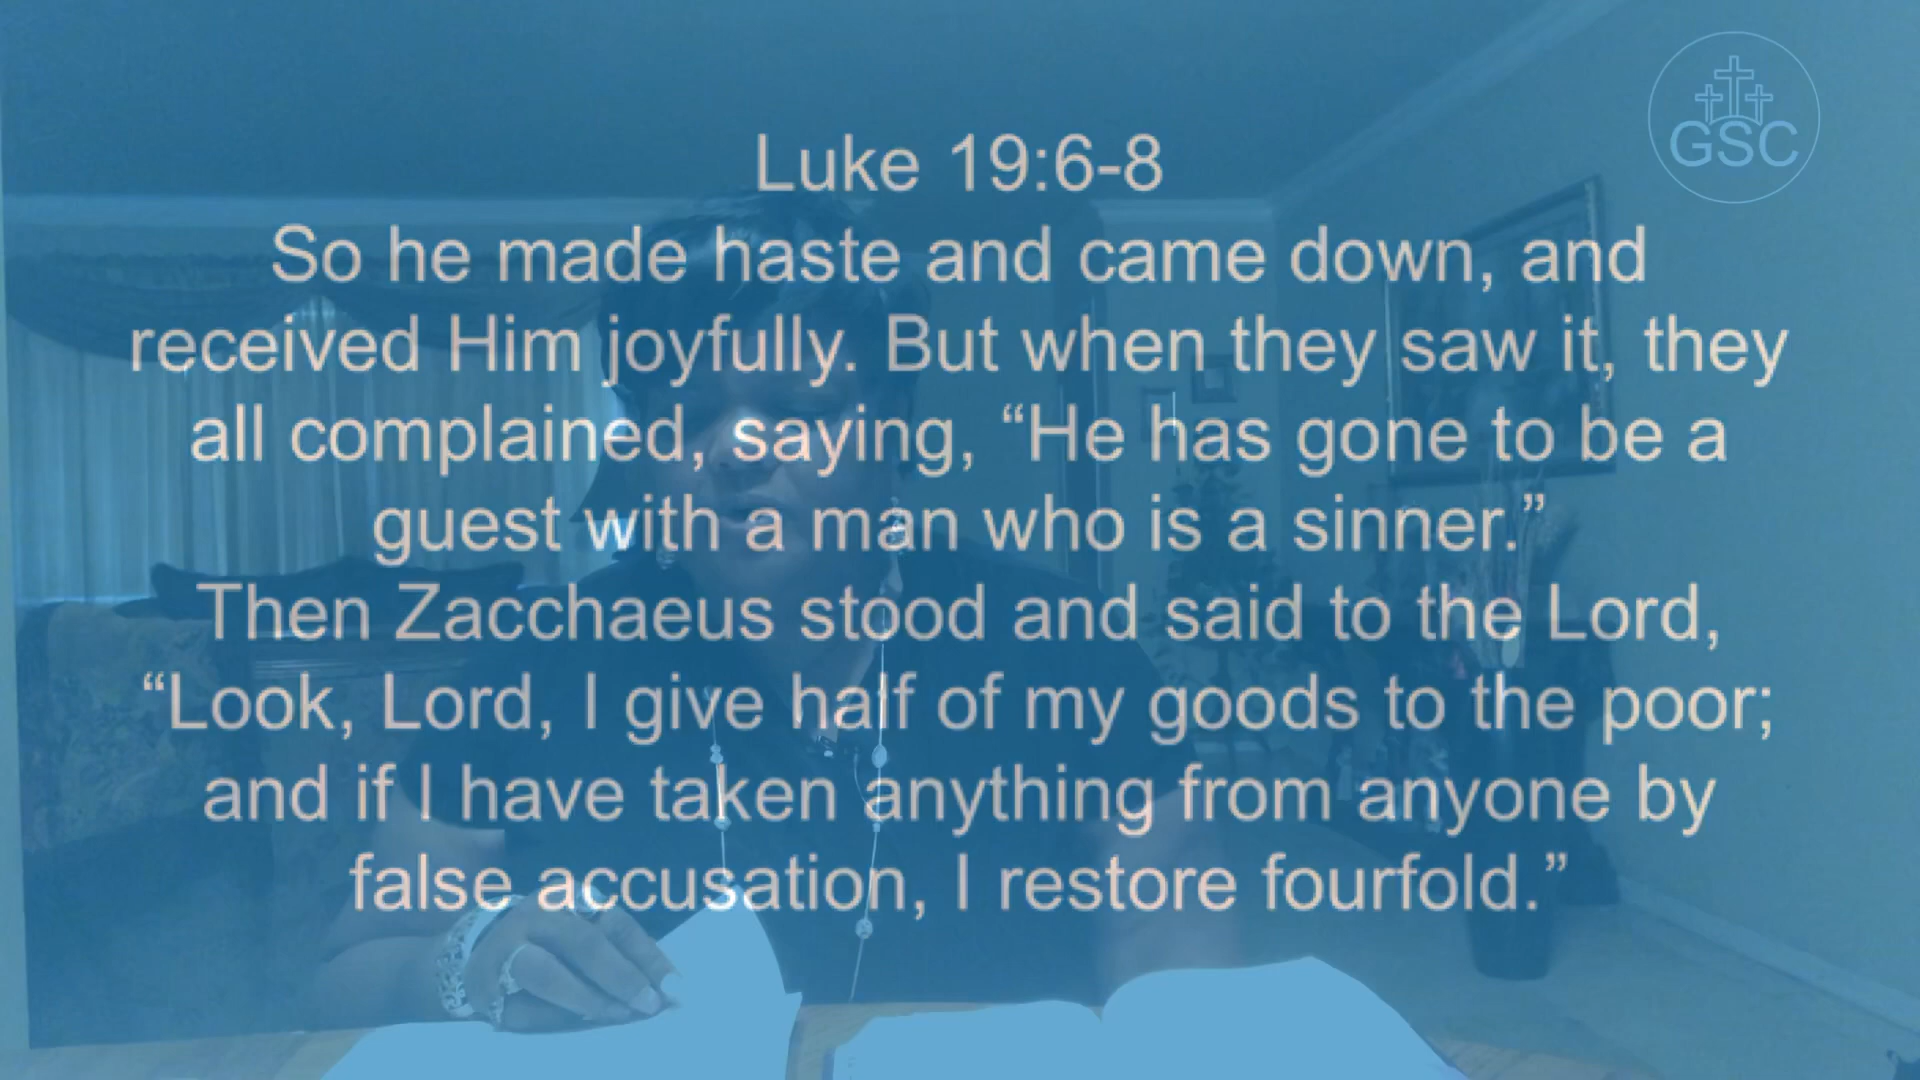 GSC
Luke 19:6-8
So he made haste and came down, and
received Him joyfully. But when they saw it, they
all complained, saying, “He has gone to be a
guest with a man who is a sinner.”
Then Zacchaeus stood and said to the Lord,
“Look, Lord, I give half of my goods to the poor;
and if I have taken anything from anyone by
false accusation, I restore fourfold.”